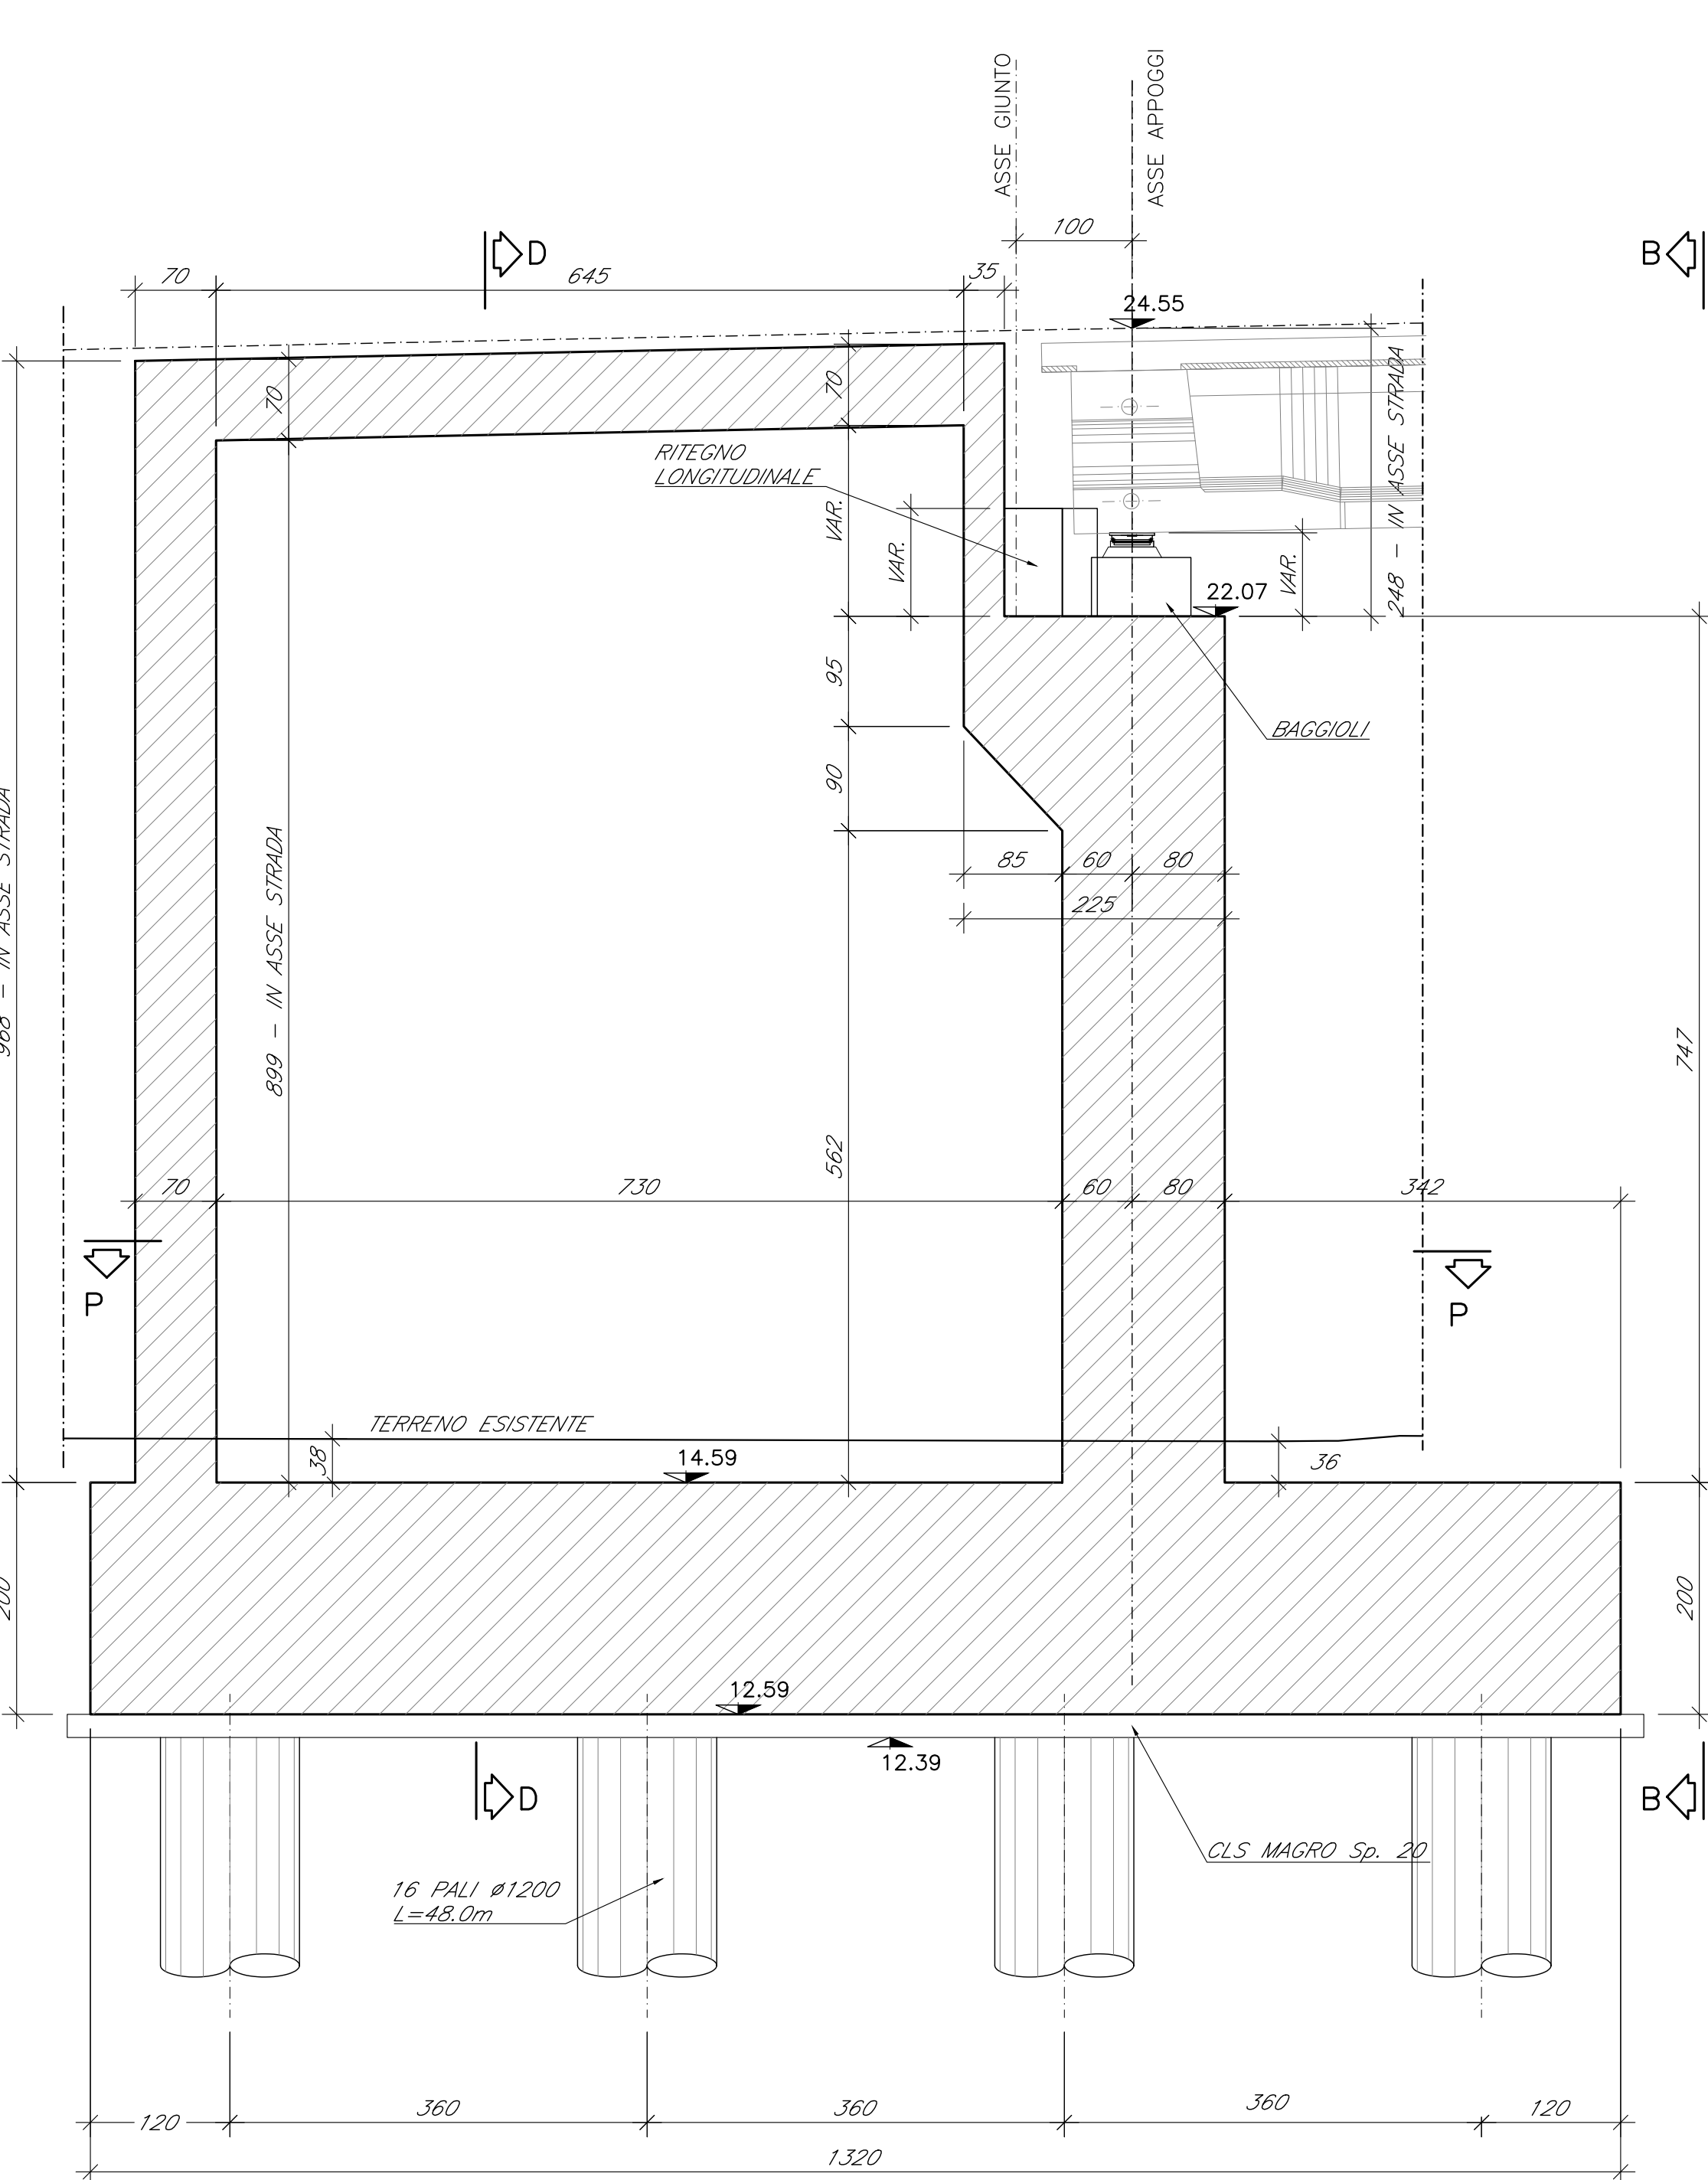 ASSE GIUNTO
ASSE APPOGGI
100
D
B
70
645
35
24.55
70
70
248 - IN ASSE STRADA
RITEGNO
LONGITUDINALE
VAR.
VAR.
VAR.
22.07
95
BAGGIOLI
90
968 - IN ASSE STRADA
899 - IN ASSE STRADA
85
60
80
225
747
562
70
730
60
80
342
P
P
TERRENO ESISTENTE
38
14.59
36
200
200
12.59
12.39
D
B
CLS MAGRO Sp. 20
16 PALI ø1200
L=48.0m
120
360
360
360
120
1320